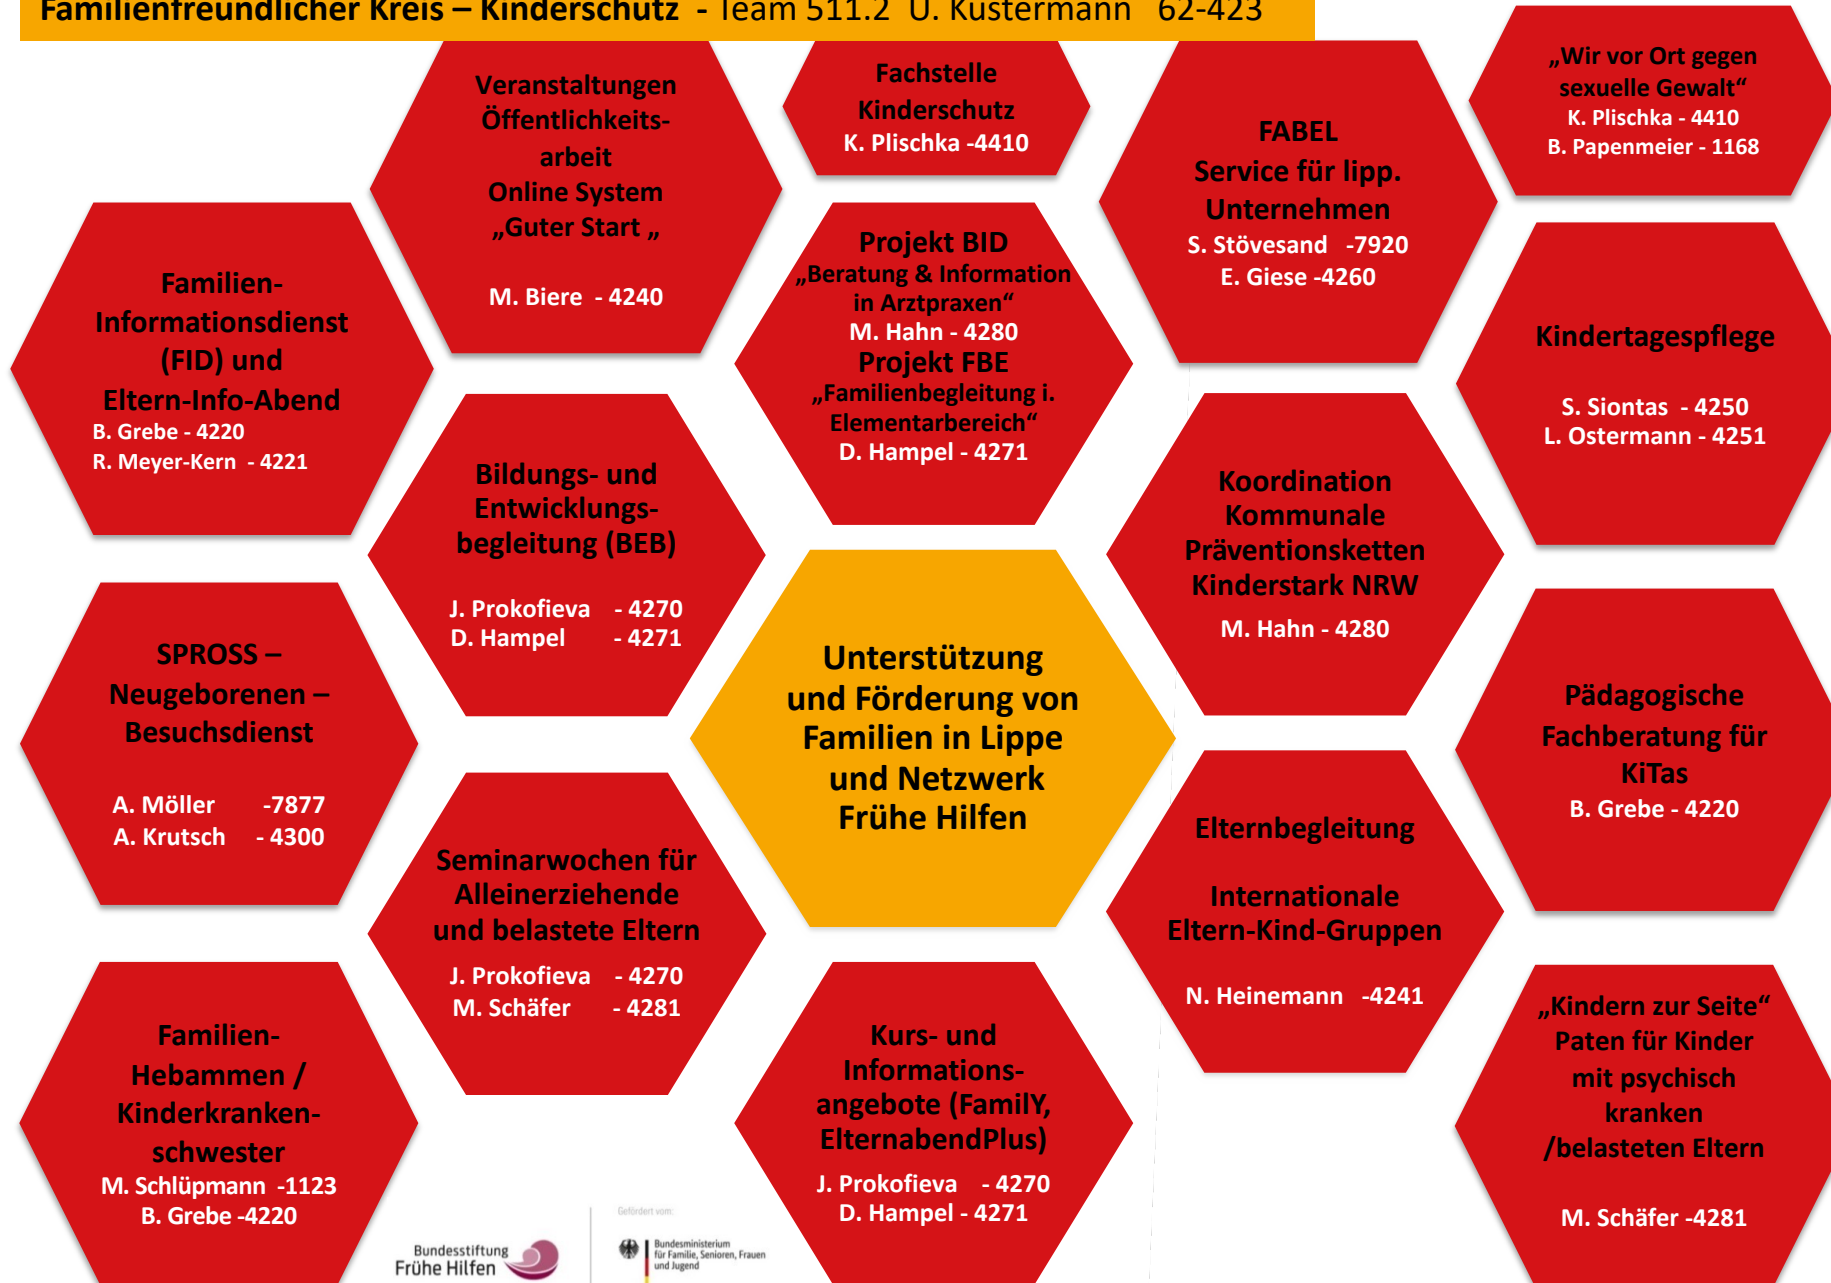 Familienfreundlicher Kreis – Kinderschutz - Team 511.2 U. Kustermann 62-423
Veranstaltungen
Öffentlichkeits-
arbeit
Online System
„Guter Start „
M. Biere - 4240
Fachstelle
Kinderschutz
K. Plischka -4410
FABEL
Service für lipp.
Unternehmen
S. Stövesand -7920
E. Giese -4260
„Wir vor Ort gegen
sexuelle Gewalt“
K. Plischka - 4410
B. Papenmeier - 1168
Familien-
Informationsdienst
(FID) und
Eltern-Info-Abend
B. Grebe - 4220
R. Meyer-Kern - 4221
Projekt BID
„Beratung & Information
in Arztpraxen“
M. Hahn - 4280
Projekt FBE
„Familienbegleitung i.
Elementarbereich“
D. Hampel - 4271
Kindertagespflege
S. Siontas - 4250
L. Ostermann - 4251
Bildungs- und
Entwicklungs-
begleitung (BEB)
J. Prokofieva - 4270
D. Hampel - 4271
Koordination
Kommunale
Präventionsketten
Kinderstark NRW
M. Hahn - 4280
SPROSS –
Neugeborenen –
Besuchsdienst
A. Möller -7877
A. Krutsch - 4300
Unterstützung
und Förderung von
Familien in Lippe
und Netzwerk
Frühe Hilfen
Pädagogische
Fachberatung für
KiTas
B. Grebe - 4220
Seminarwochen für
Alleinerziehende
und belastete Eltern
J. Prokofieva - 4270
M. Schäfer - 4281
Elternbegleitung
Internationale
Eltern-Kind-Gruppen
N. Heinemann -4241
Familien-
Hebammen /
Kinderkranken-
schwester
M. Schlüpmann -1123
B. Grebe -4220
Kurs- und
Informations-
angebote (FamilY,
ElternabendPlus)
J. Prokofieva - 4270
D. Hampel - 4271
„Kindern zur Seite“
Paten für Kinder
mit psychisch
kranken
/belasteten Eltern
M. Schäfer -4281
Bundesstiftung
Frühe Hilfen
Gefördert vom:
Bundesministerium
für Familie, Senioren, Frauen
und Jugend